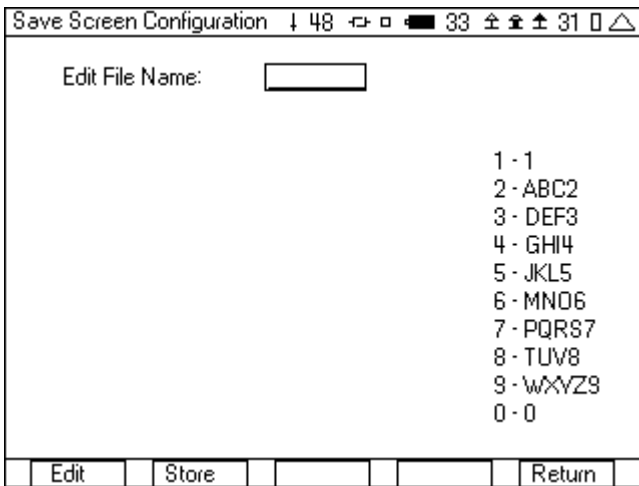 Save Screen Configuration 48 33 31
Edit File Name:
1 - 1
2 - ABC2
3 - DEF3
4 - GHI4
5 - JKL5
6 - MNO6
7 - PQRS7
8 - TUV8
9 - WXYZ9
0 - 0
Edit Store Return